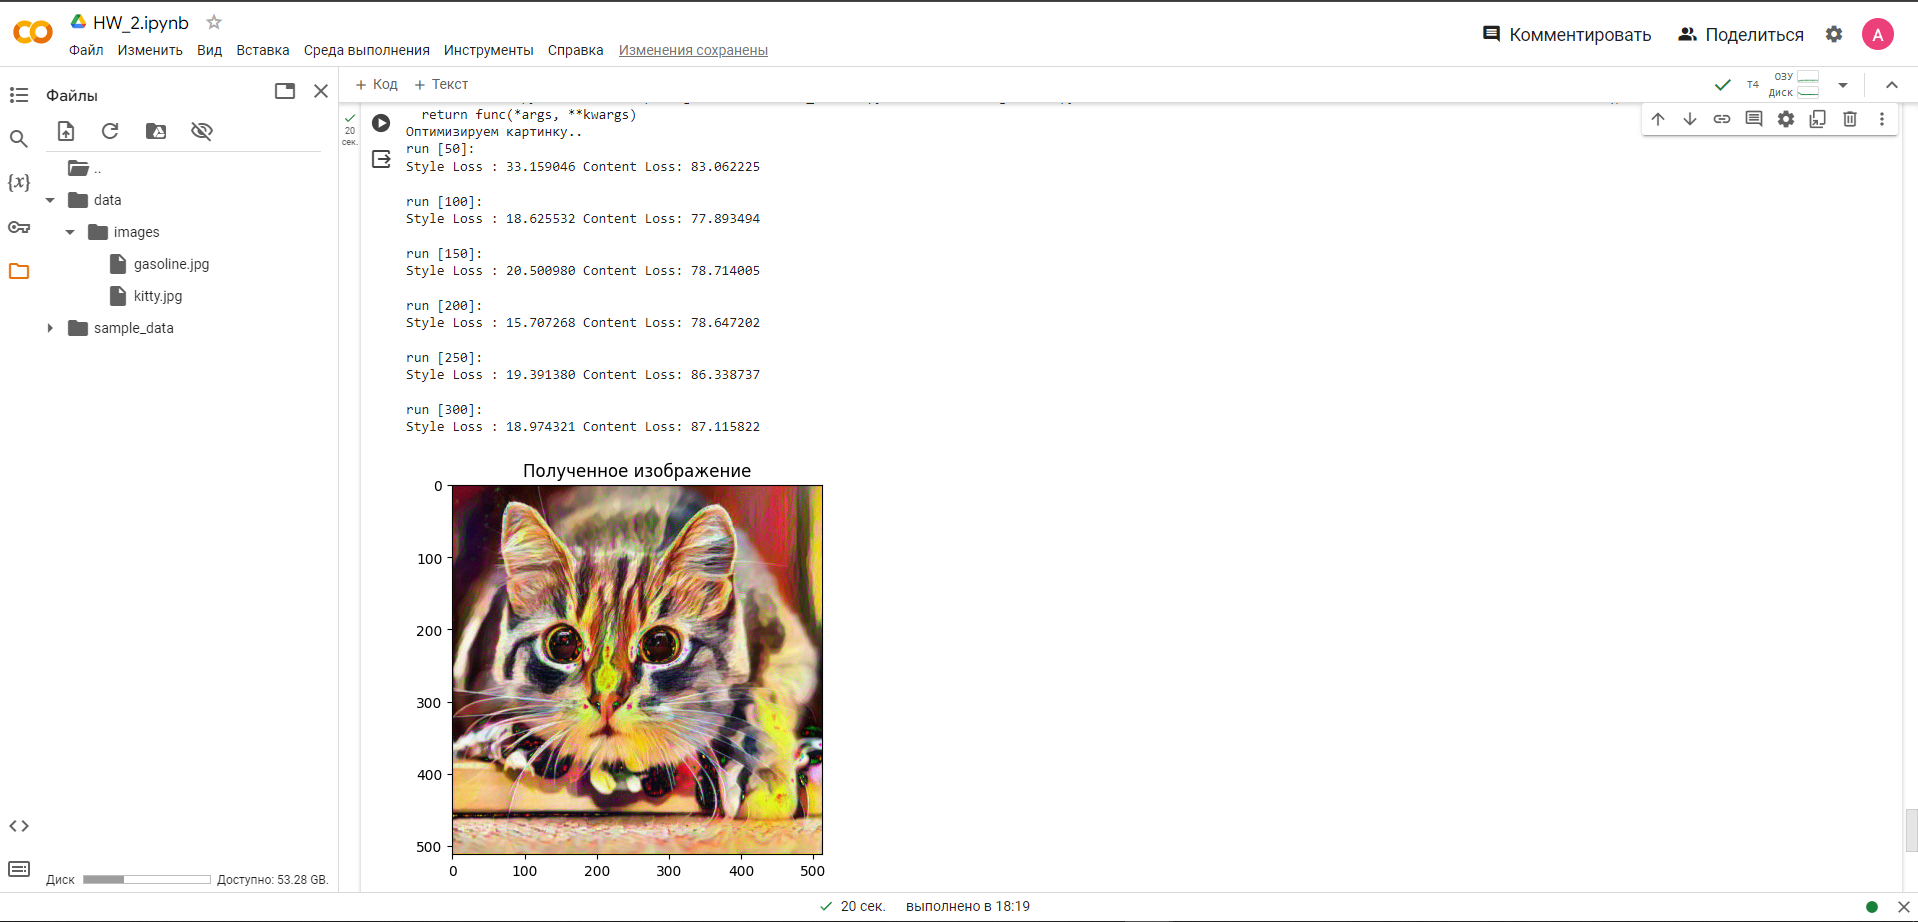 HW_2.ipynb
Файл Изменить Вид Вставка Среда выполнения Инструменты Справка Изменения сохранены
Комментировать Поделиться A
Файлы
+ Код + Текст
T4 ОЗУ Диск
..
data
images
gasoline.jpg
kitty.jpg
sample_data
{x}
20 сек.
return func(*args, **kwargs)
Оптимизируем картинку..
run [50]:
Style Loss : 33.159046 Content Loss: 83.062225
run [100]:
Style Loss : 18.625532 Content Loss: 77.893494
run [150]:
Style Loss : 20.500980 Content Loss: 78.714005
run [200]:
Style Loss : 15.707268 Content Loss: 78.647202
run [250]:
Style Loss : 19.391380 Content Loss: 86.338737
run [300]:
Style Loss : 18.974321 Content Loss: 87.115822
Полученное изображение
0
100
200
300
400
500
0 100 200 300 400 500
Диск Доступно: 53.28 GB.
20 сек. выполнено в 18:19